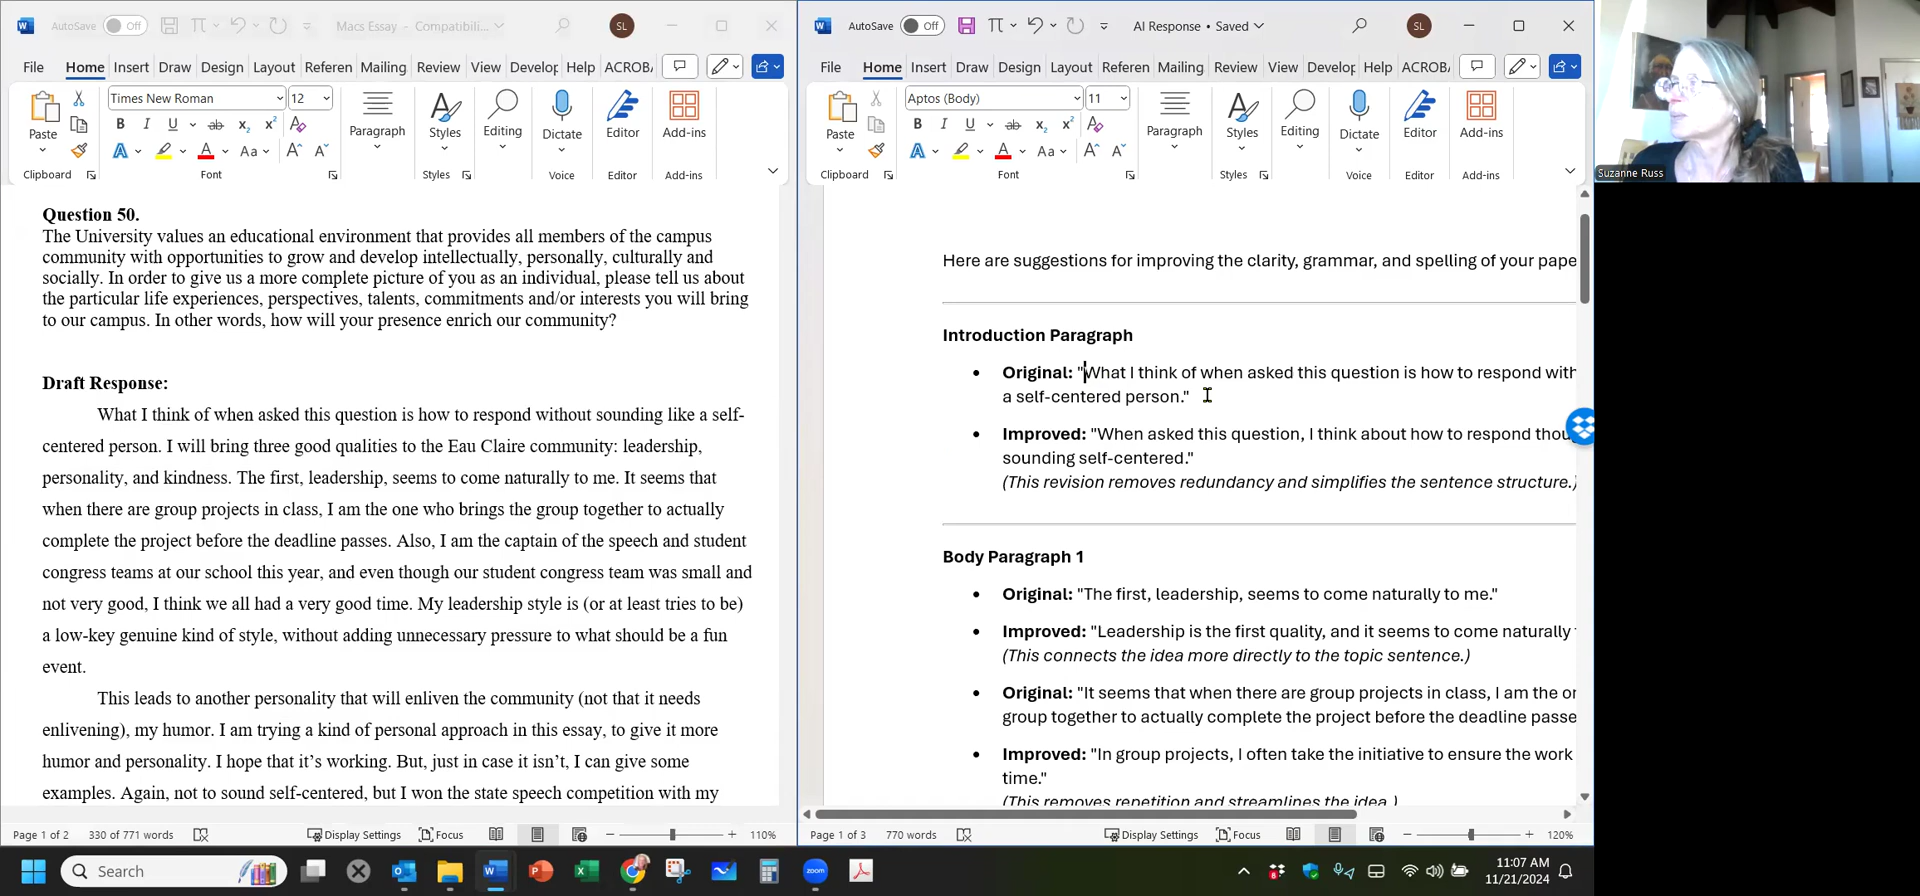 AutoSave Off Macs Essay - Compatibili... SL
File Home Insert Draw Design Layout Referen Mailing Review View Develop Help ACROBA
Times New Roman 12
Paste Paragraph Styles Editing Dictate Editor Add-ins
Clipboard Font Styles Voice Editor Add-ins
Question 50.
The University values an educational environment that provides all members of the campus
community with opportunities to grow and develop intellectually, personally, culturally and
socially. In order to give us a more complete picture of you as an individual, please tell us about
the particular life experiences, perspectives, talents, commitments and/or interests you will bring
to our campus. In other words, how will your presence enrich our community?
Draft Response:
What I think of when asked this question is how to respond without sounding like a self-
centered person. I will bring three good qualities to the Eau Claire community: leadership,
personality, and kindness. The first, leadership, seems to come naturally to me. It seems that
when there are group projects in class, I am the one who brings the group together to actually
complete the project before the deadline passes. Also, I am the captain of the speech and student
congress teams at our school this year, and even though our student congress team was small and
not very good, I think we all had a very good time. My leadership style is (or at least tries to be)
a low-key genuine kind of style, without adding unnecessary pressure to what should be a fun
event.
This leads to another personality that will enliven the community (not that it needs
enlivening), my humor. I am trying a kind of personal approach in this essay, to give it more
humor and personality. I hope that it's working. But, just in case it isn't, I can give some
examples. Again, not to sound self-centered, but I won the state speech competition with my
Page 1 of 2 330 of 771 words Display Settings Focus 110%
AutoSave Off AI Response • Saved SL
File Home Insert Draw Design Layout Referen Mailing Review View Develop Help ACROBA
Aptos (Body) 11
Paste Paragraph Styles Editing Dictate Editor Add-ins
Clipboard Font Styles Voice Editor Add-ins
Here are suggestions for improving the clarity, grammar, and spelling of your pape
Introduction Paragraph
• Original: "What I think of when asked this question is how to respond with
a self-centered person."
• Improved: "When asked this question, I think about how to respond thou
sounding self-centered."
(This revision removes redundancy and simplifies the sentence structure.)
Body Paragraph 1
• Original: "The first, leadership, seems to come naturally to me."
• Improved: "Leadership is the first quality, and it seems to come naturally
(This connects the idea more directly to the topic sentence.)
• Original: "It seems that when there are group projects in class, I am the on
group together to actually complete the project before the deadline passe
• Improved: "In group projects, I often take the initiative to ensure the work
time."
(This removes repetition and streamlines the idea.)
Page 1 of 3 770 words Display Settings Focus 120%
Suzanne Russ
Search
zoom
11:07 AM
11/21/2024